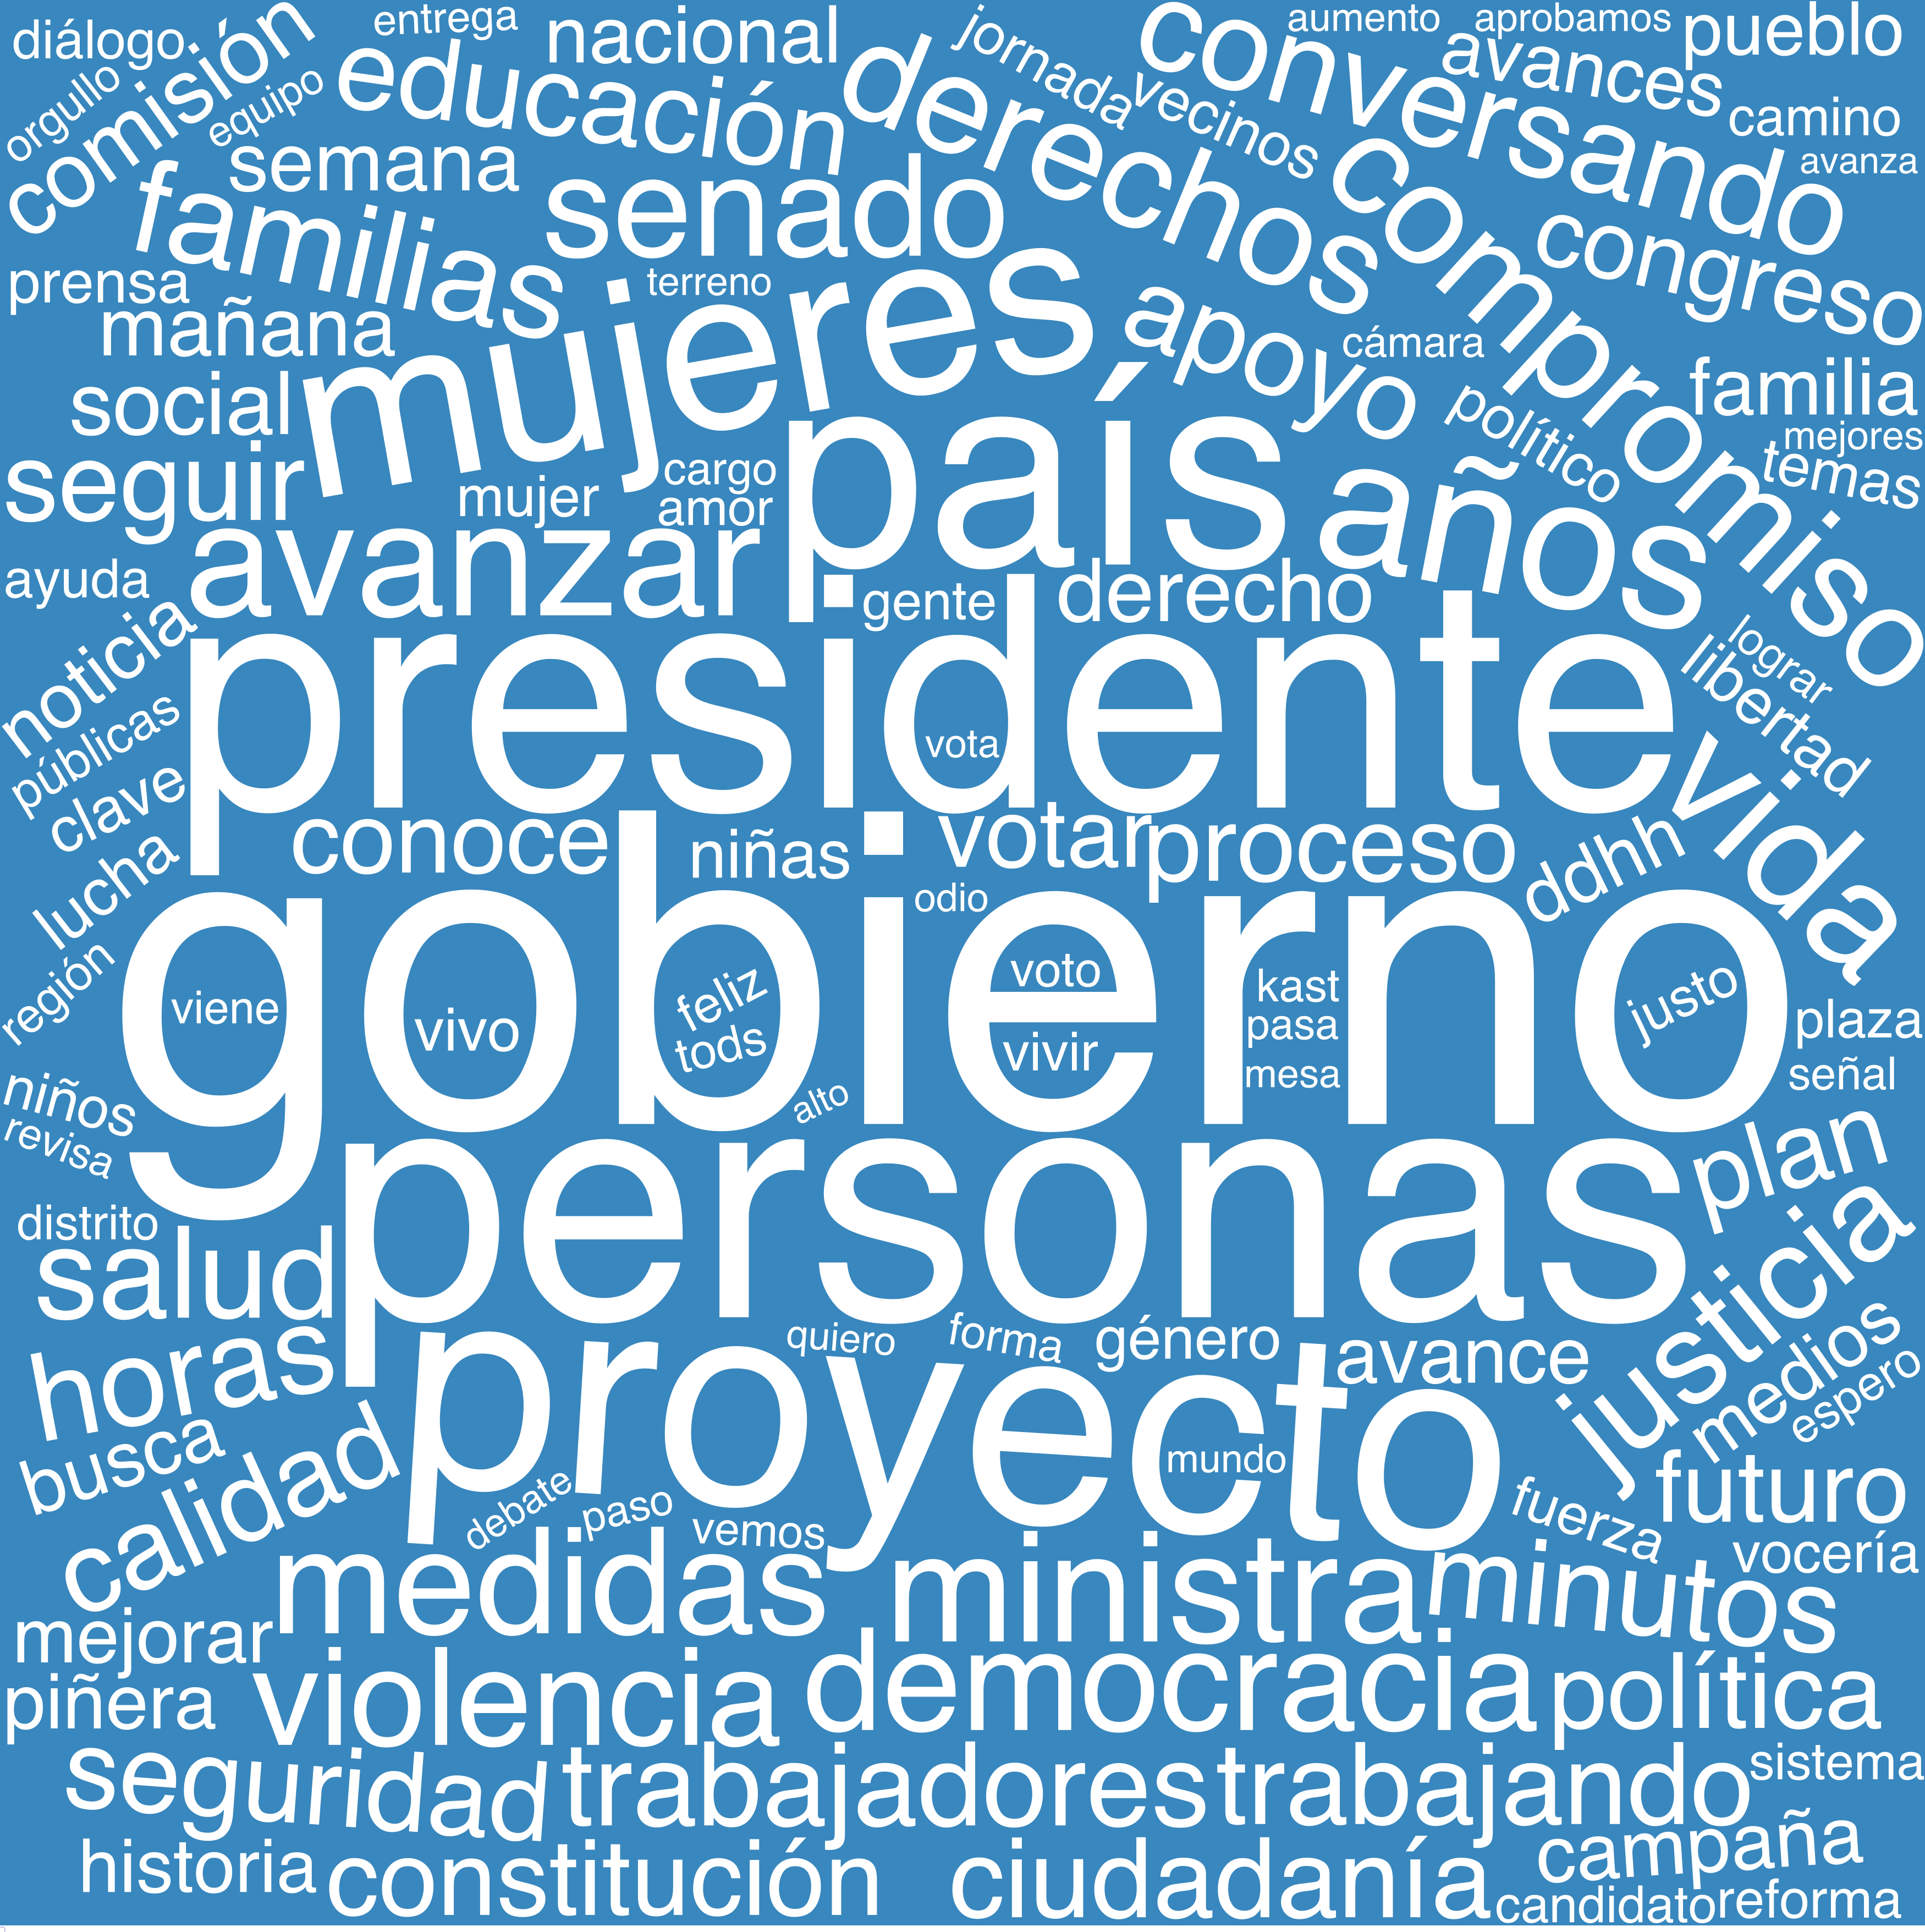 diálogo
entrega
nacional
jornada
conversando
aumento
aprobamos
pueblo
orgullo
comisión
equipo
educación
derechos
vecinos
avances
camino
avanza
semana
familias
senado
compromiso
congreso
prensa
mañana
terreno
mujeres
apoyo
cámara
familia
social
país
político
mejores
temas
seguir
mujer
cargo
amor
años
avanzar
ayuda
gente
derecho
noticia
presidente
lograr
libertad
públicas
vota
vida
clave
conoce
niñas
votar
proceso
ddhh
lucha
odio
gobierno
región
viene
vivo
feliz
tods
voto
vivir
kast
pasa
mesa
justo
plaza
señal
niños
revisa
alto
plan
personas
distrito
salud
justicia
horas
quiero
forma
género
avance
medios
espero
proyecto
busca
calidad
mundo
debate
paso
vemos
fuerza
futuro
medidas
ministra
minutos
vocería
mejorar
piñera
violencia
democracia
política
seguridad
trabajadores
trabajando
sistema
historia
constitución
ciudadanía
campaña
candidato
reforma